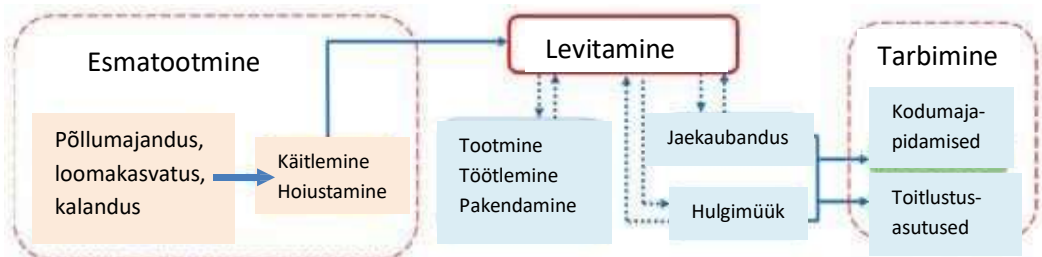 Esmatootmine
Põllumajandus,
loomakasvatus,
kalandus
Käitlemine
Hoiustamine
Levitamine
Tootmine
Töötlemine
Pakendamine
Jaekaubandus
Hulgimüük
Tarbimine
Kodumaja-
pidamised
Toitlustus-
asutused